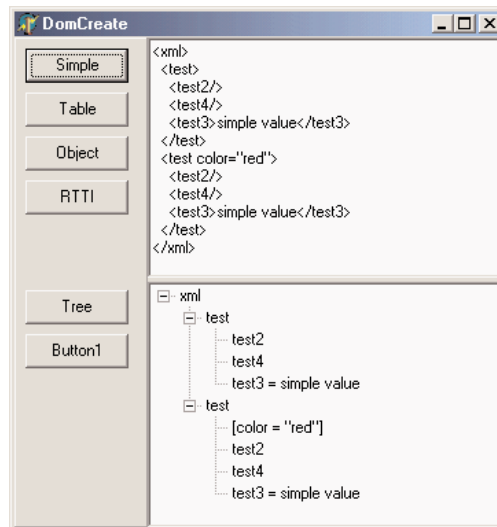 DomCreate
Simple
Table
Object
RTTI
Tree
Button1
<xml>
<test>
<test2/>
<test4/>
<test3>simple value</test3>
</test>
<test color="red">
<test2/>
<test4/>
<test3>simple value</test3>
</test>
</xml>
xml
test
test2
test4
test3 = simple value
test
[color = "red"]
test2
test4
test3 = simple value